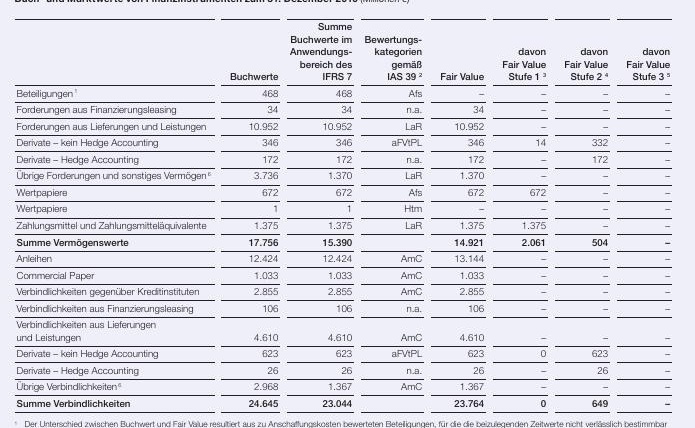 Buch- und Marktwerte von Finanzinstrumenten zum 31. Dezember
Buchwerte Summe Buchwerte im Anwendungsbereich des IFRS 7 Bewertungskategorien gemäß IAS 39 ² Fair Value davon Fair Value Stufe 1 ³ davon Fair Value Stufe 2 ⁴ davon Fair Value Stufe 3 ⁵
Beteiligungen ¹ 468 468 Afs – – – –
Forderungen aus Finanzierungsleasing 34 34 n.a. 34 – – –
Forderungen aus Lieferungen und Leistungen 10.952 10.952 LaR 10.952 – – –
Derivate – kein Hedge Accounting 346 346 aFVtPL 346 14 332 –
Derivate – Hedge Accounting 172 172 n.a. 172 – 172 –
Übrige Forderungen und sonstiges Vermögen ⁶ 3.736 1.370 LaR 1.370 – – –
Wertpapiere 672 672 Afs 672 672 – –
Wertpapiere 1 1 Htm – – – –
Zahlungsmittel und Zahlungsmitteläquivalente 1.375 1.375 LaR 1.375 1.375 – –
Summe Vermögenswerte 17.756 15.390 14.921 2.061 504 –
Anleihen 12.424 12.424 AmC 13.144 – – –
Commercial Paper 1.033 1.033 AmC 1.033 – – –
Verbindlichkeiten gegenüber Kreditinstituten 2.855 2.855 AmC 2.855 – – –
Verbindlichkeiten aus Finanzierungsleasing 106 106 n.a. 106 – – –
Verbindlichkeiten aus Lieferungen
und Leistungen 4.610 4.610 AmC 4.610 – – –
Derivate – kein Hedge Accounting 623 623 aFVtPL 623 0 623 –
Derivate – Hedge Accounting 26 26 n.a. 26 – 26 –
Übrige Verbindlichkeiten ⁶ 2.968 1.367 AmC 1.367 – – –
Summe Verbindlichkeiten 24.645 23.044 23.764 0 649 –
¹ Der Unterschied zwischen Buchwert und Fair Value resultiert aus zu Anschaffungskosten bewerteten Beteiligungen, für die die beizulegenden Zeitwerte nicht verlässlich bestimmbar